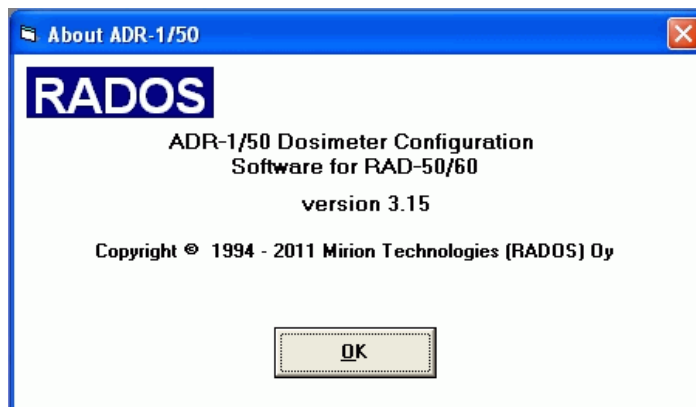 About ADR-1/50
RADOS
ADR-1/50 Dosimeter Configuration
Software for RAD-50/60
version 3.15
Copyright © 1994 - 2011 Mirion Technologies (RADOS) Oy
OK